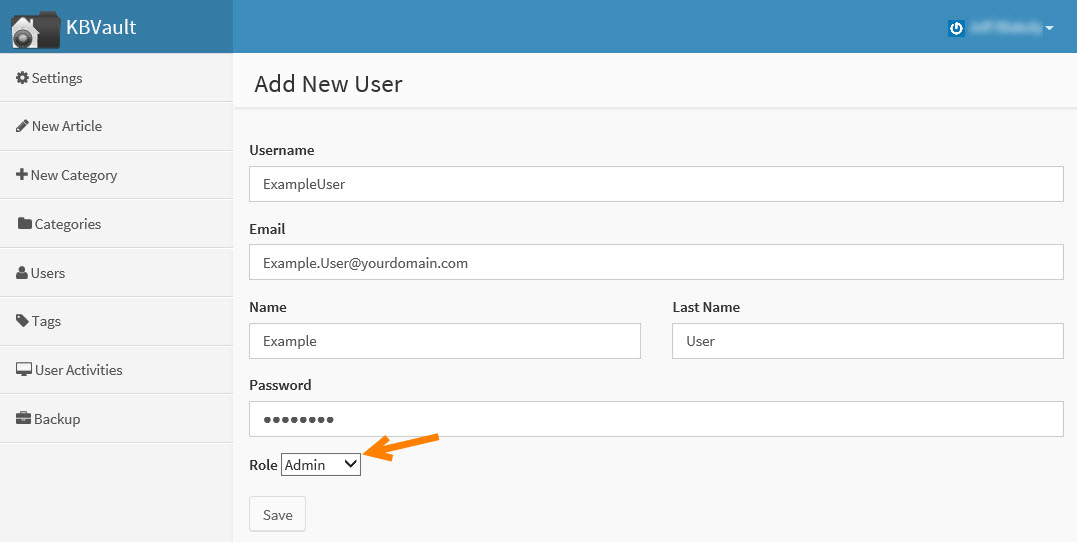 KBVault
Settings
New Article
New Category
Categories
Users
Tags
User Activities
Backup
Add New User
Username
ExampleUser
Email
Example.User@yourdomain.com
Name
Last Name
Example
User
Password
Role Admin
Save